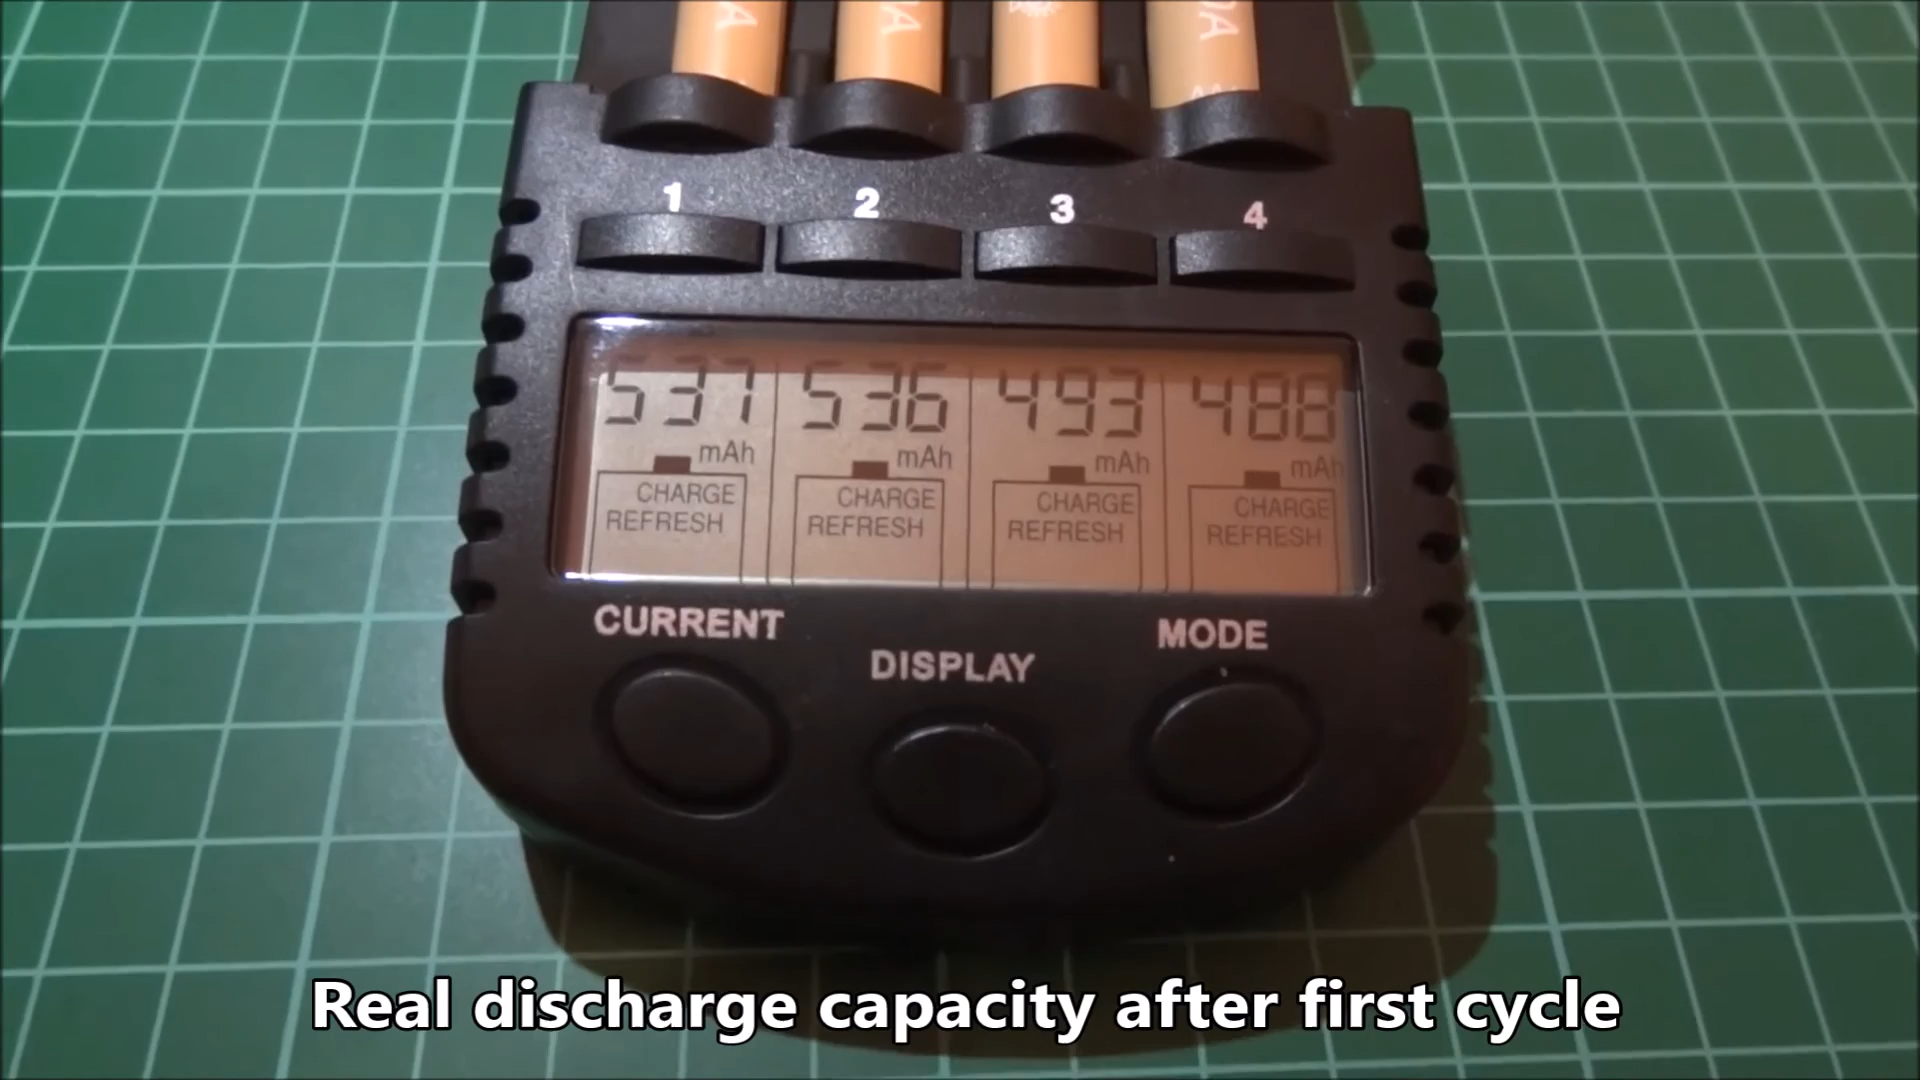 1 2 3 4
537 536 493 488
mAh mAh mAh mAh
CHARGE CHARGE CHARGE CHARGE
REFRESH REFRESH REFRESH REFRESH
CURRENT
DISPLAY
MODE
Real discharge capacity after first cycle